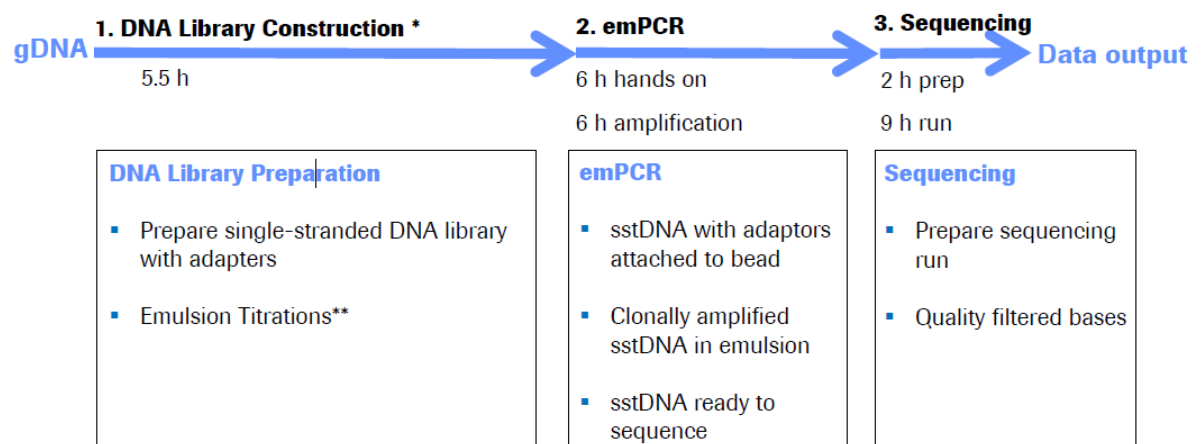 gDNA
1. DNA Library Construction *
5.5 h
2. emPCR
6 h hands on
6 h amplification
3. Sequencing
2 h prep
9 h run
Data output
DNA Library Preparation
▪ Prepare single-stranded DNA library
with adapters
▪ Emulsion Titrations**
emPCR
▪ sstDNA with adaptors
attached to bead
▪ Clonally amplified
sstDNA in emulsion
▪ sstDNA ready to
sequence
Sequencing
▪ Prepare sequencing
run
▪ Quality filtered bases